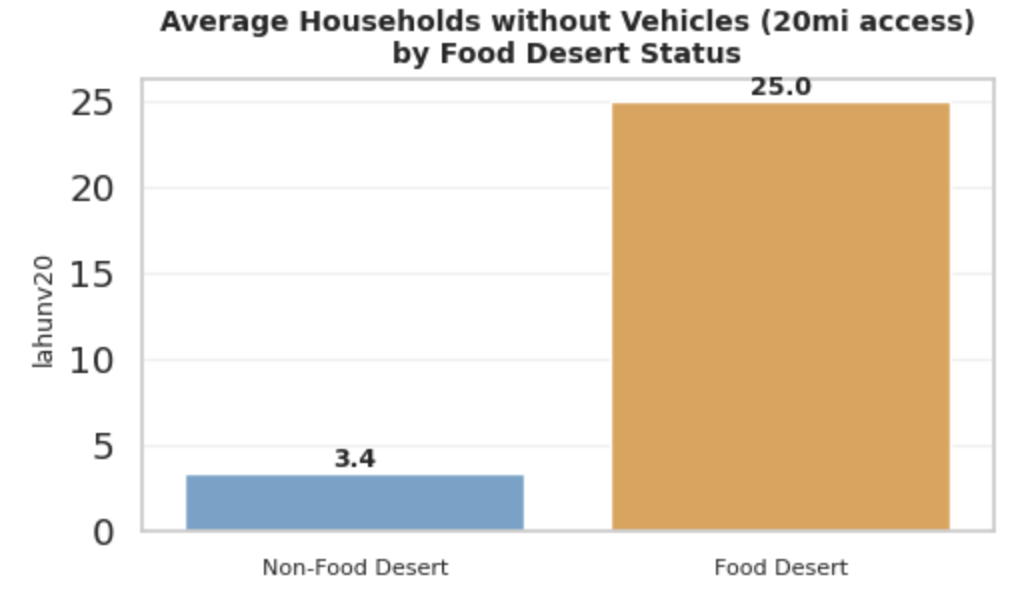 Average Households without Vehicles (20mi access)
by Food Desert Status
25.0
25
20
15
10
5
0
lahunv20
3.4
Non-Food Desert
Food Desert